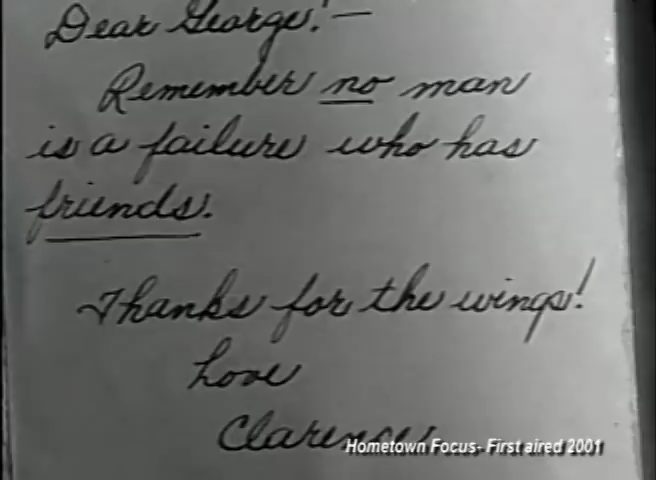 Dear George!—
Remember no man
is a failure who has
friends.
Thanks for the wings!
Love
Clarence
Hometown Focus- First aired 2001